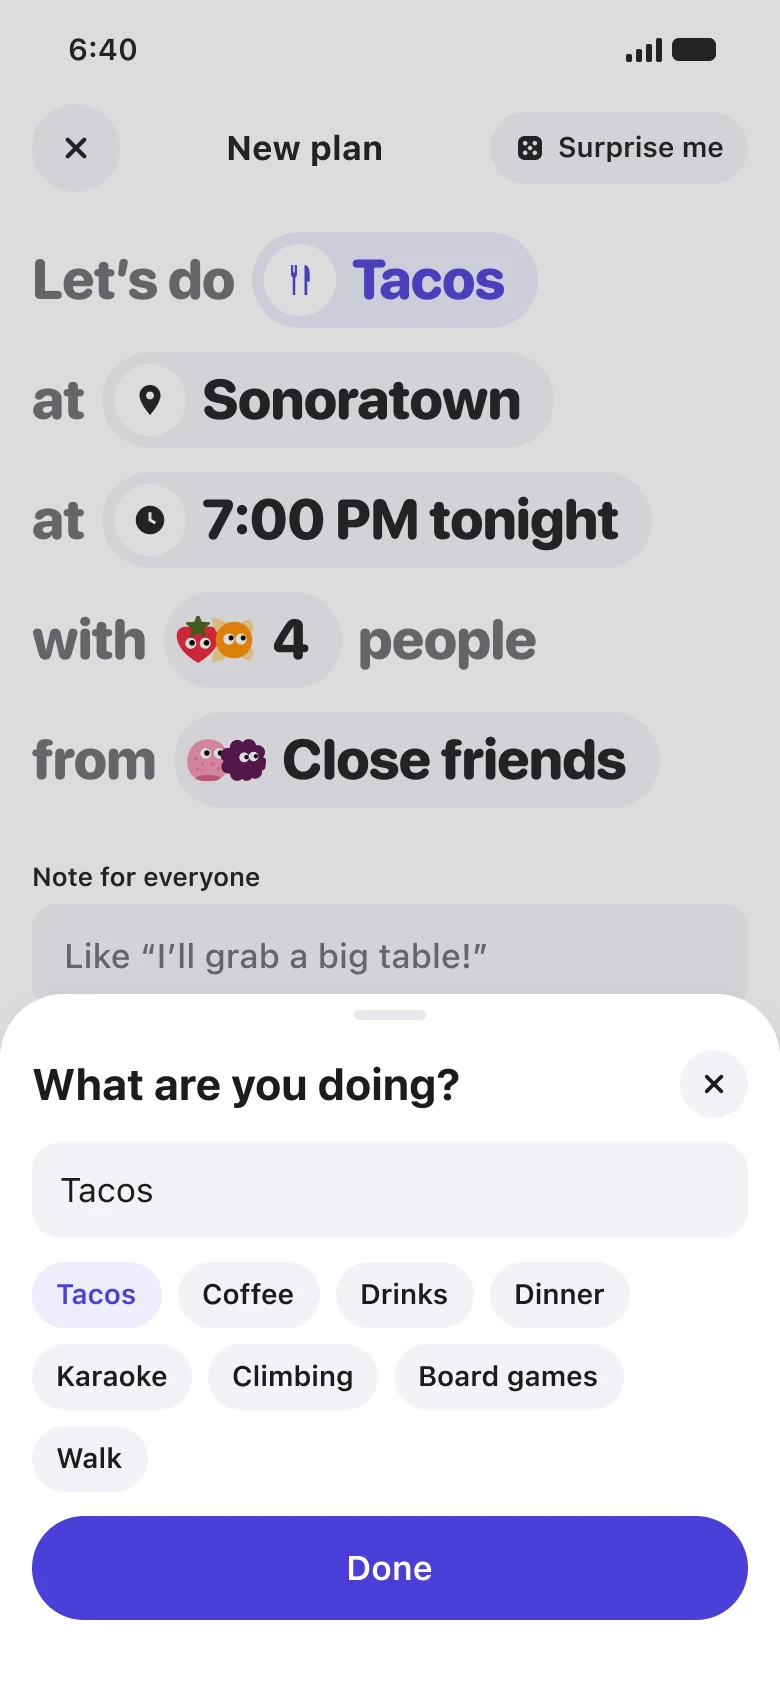 6:40
New plan
Surprise me
Let’s do Tacos
at Sonoratown
at 7:00 PM tonight
with 4 people
from Close friends
Note for everyone
Like “I’ll grab a big table!”
What are you doing?
Tacos
Tacos Coffee Drinks Dinner
Karaoke Climbing Board games
Walk
Done